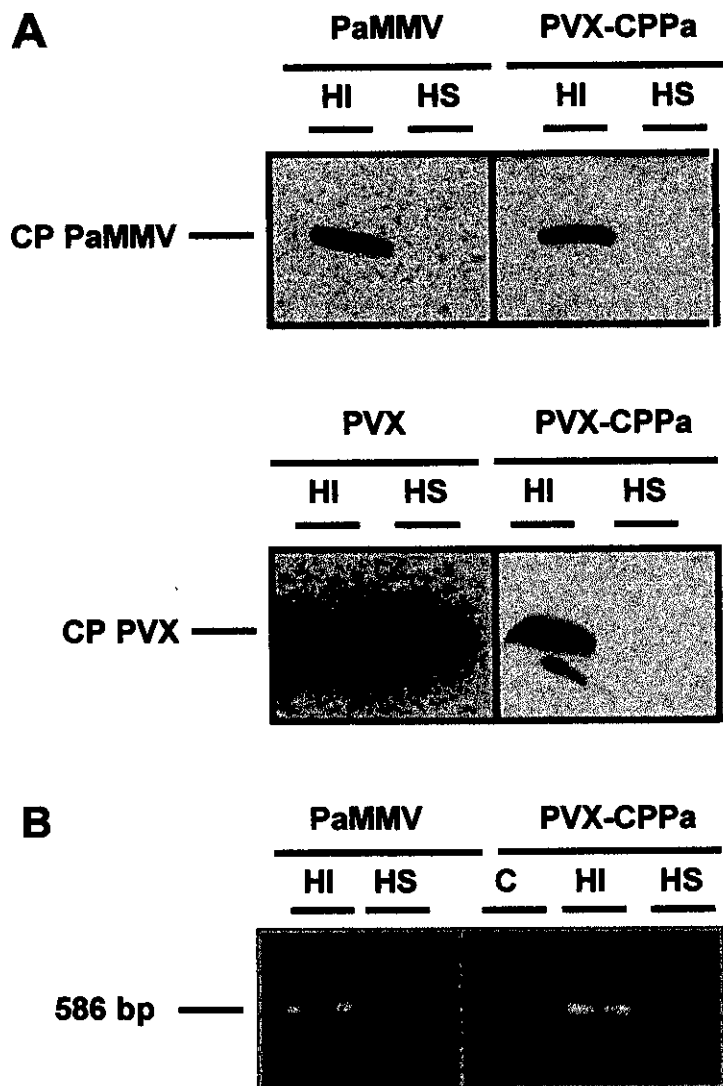 A
PaMMV PVX-CPPa
HI HS HI HS
CP PaMMV
PVX PVX-CPPa
HI HS HI HS
CP PVX
B
PaMMV PVX-CPPa
HI HS C HI HS
586 bp